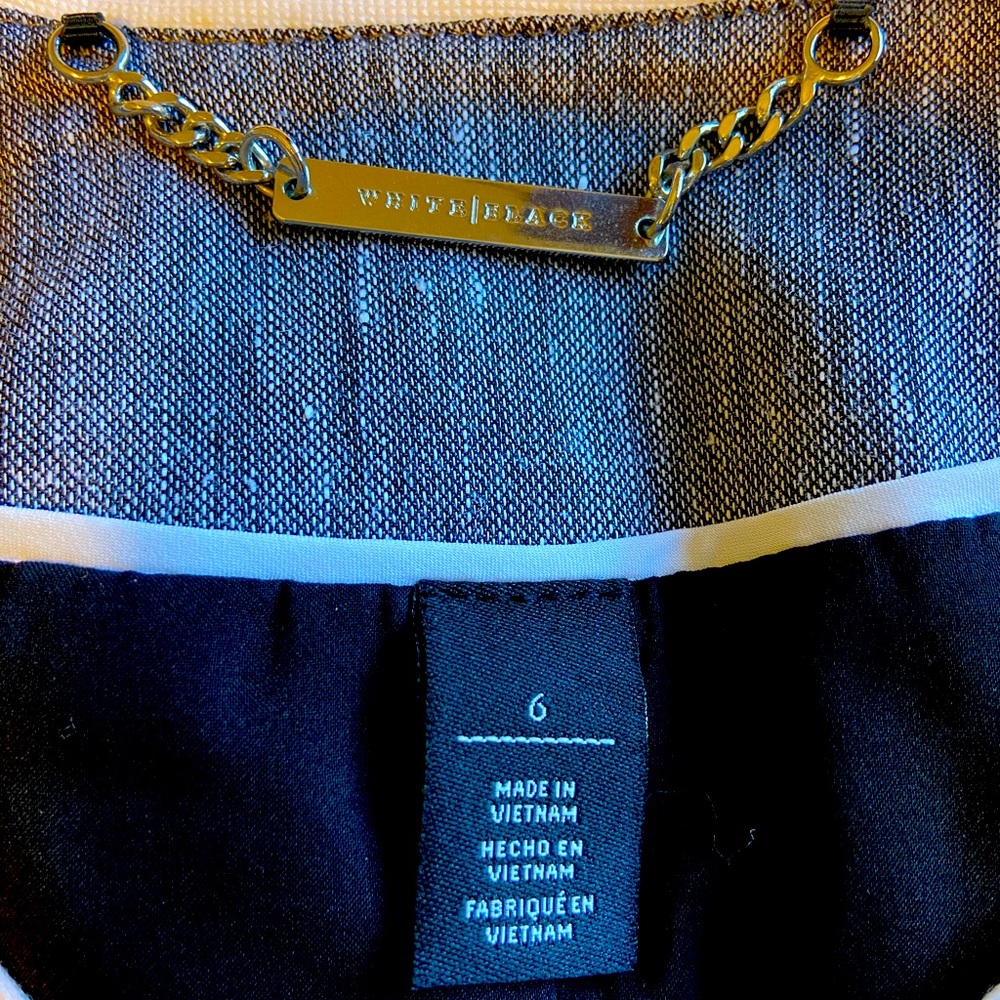 WHITE|BLACK
6
MADE IN
VIETNAM
HECHO EN
VIETNAM
FABRIQUÉ EN
VIETNAM